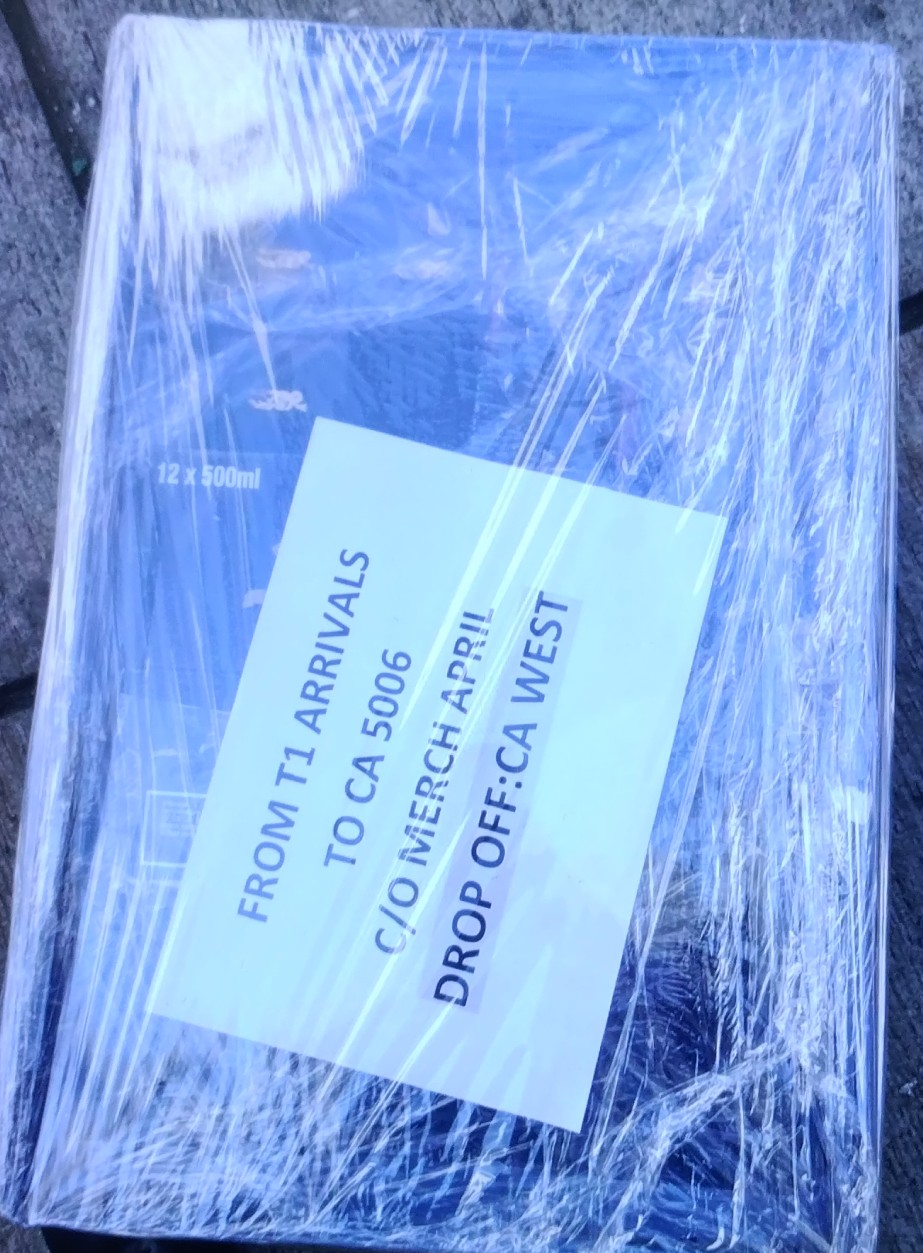 12 x 500ml
FROM T1 ARRIVALS
TO CA 5006
C/O MERCH APRIL
DROP OFF:CA WEST